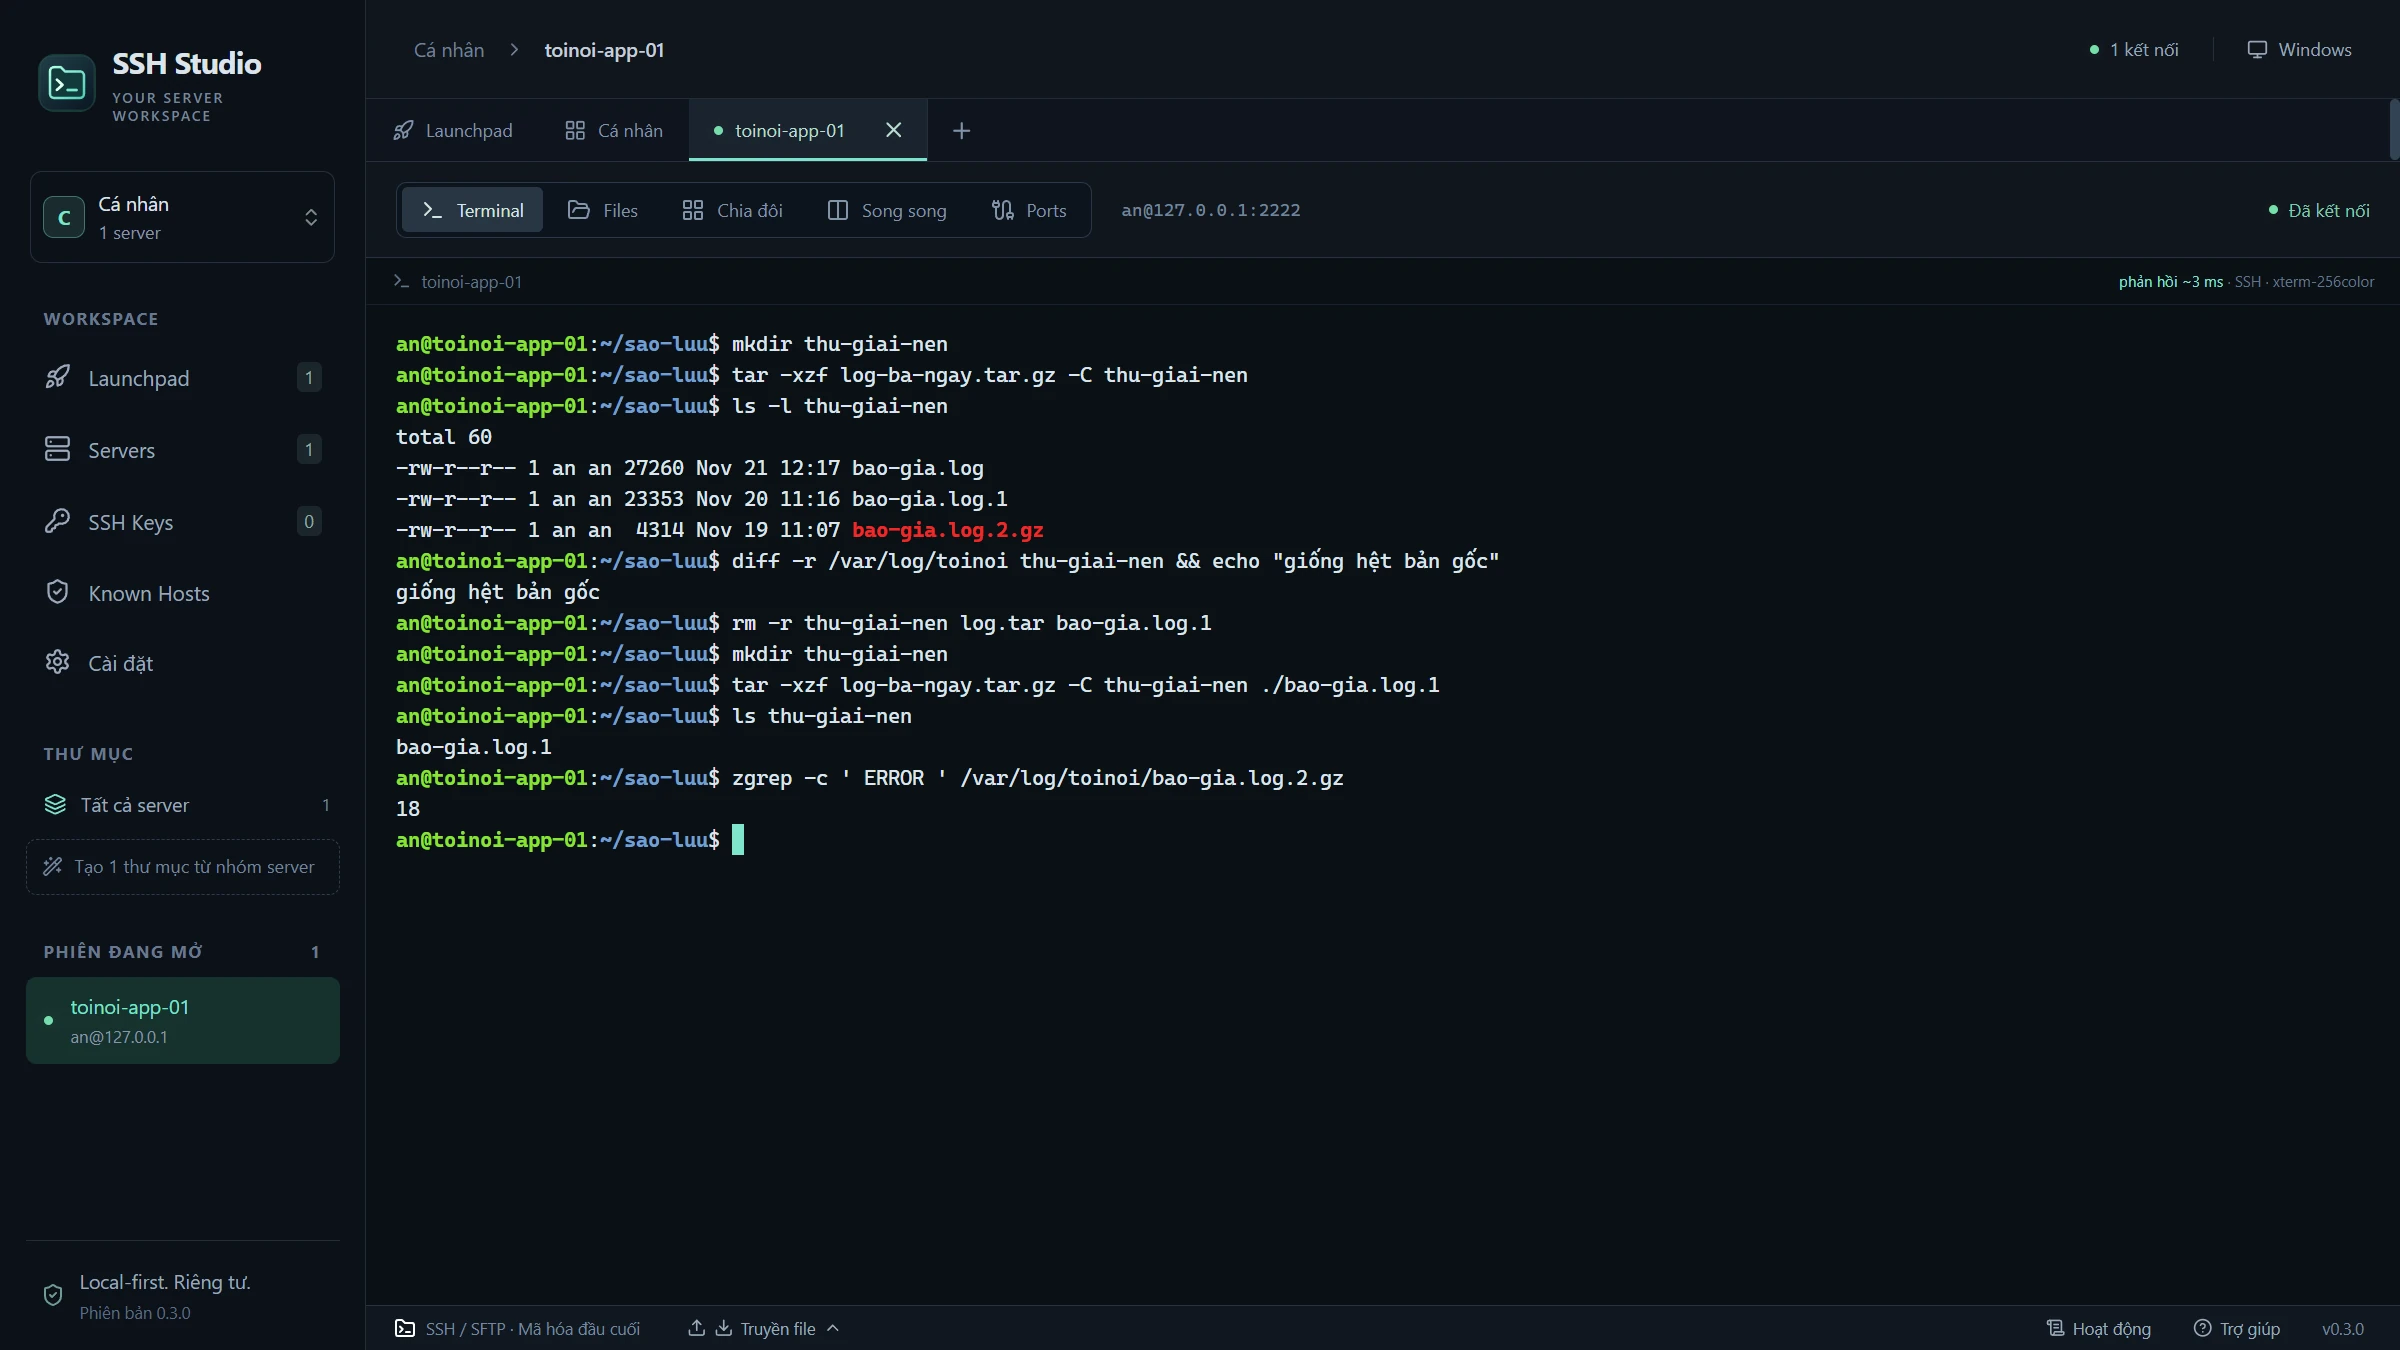 SSH Studio
YOUR SERVER
WORKSPACE
C
Cá nhân
1 server
WORKSPACE
Launchpad 1
Servers 1
SSH Keys 0
Known Hosts
Cài đặt
THƯ MỤC
Tất cả server 1
Tạo 1 thư mục từ nhóm server
PHIÊN ĐANG MỞ 1
toinoi-app-01
an@127.0.0.1
Local-first. Riêng tư.
Phiên bản 0.3.0
Cá nhân > toinoi-app-01
1 kết nối
Windows
Launchpad
Cá nhân
toinoi-app-01
Terminal
Files
Chia đôi
Song song
Ports
an@127.0.0.1:2222
Đã kết nối
toinoi-app-01
phản hồi ~3 ms · SSH · xterm-256color
an@toinoi-app-01:~/sao-luu$ mkdir thu-giai-nen
an@toinoi-app-01:~/sao-luu$ tar -xzf log-ba-ngay.tar.gz -C thu-giai-nen
an@toinoi-app-01:~/sao-luu$ ls -l thu-giai-nen
total 60
-rw-r--r-- 1 an an 27260 Nov 21 12:17 bao-gia.log
-rw-r--r-- 1 an an 23353 Nov 20 11:16 bao-gia.log.1
-rw-r--r-- 1 an an  4314 Nov 19 11:07 bao-gia.log.2.gz
an@toinoi-app-01:~/sao-luu$ diff -r /var/log/toinoi thu-giai-nen && echo "giống hệt bản gốc"
giống hệt bản gốc
an@toinoi-app-01:~/sao-luu$ rm -r thu-giai-nen log.tar bao-gia.log.1
an@toinoi-app-01:~/sao-luu$ mkdir thu-giai-nen
an@toinoi-app-01:~/sao-luu$ tar -xzf log-ba-ngay.tar.gz -C thu-giai-nen ./bao-gia.log.1
an@toinoi-app-01:~/sao-luu$ ls thu-giai-nen
bao-gia.log.1
an@toinoi-app-01:~/sao-luu$ zgrep -c ' ERROR ' /var/log/toinoi/bao-gia.log.2.gz
18
an@toinoi-app-01:~/sao-luu$
SSH / SFTP · Mã hóa đầu cuối
Truyền file
Hoạt động
Trợ giúp
v0.3.0